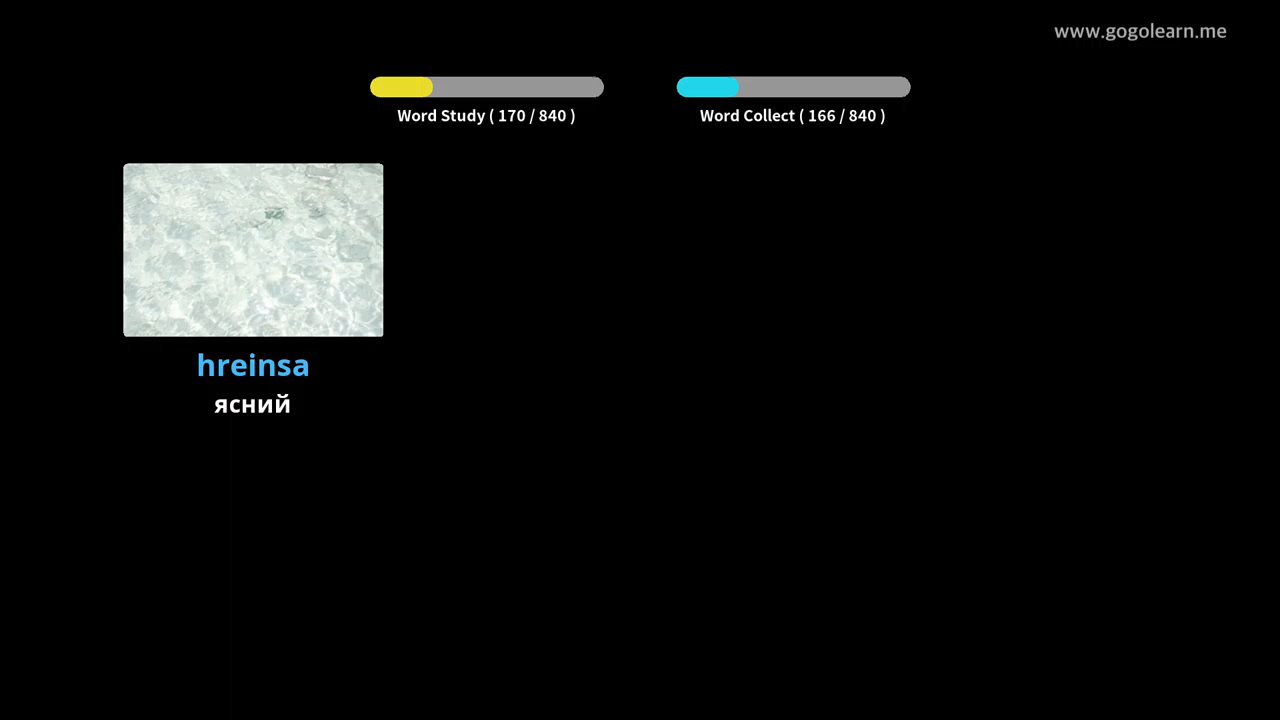 www.gogolearn.me
Word Study ( 170 / 840 )
Word Collect ( 166 / 840 )
hreinsa
ясний